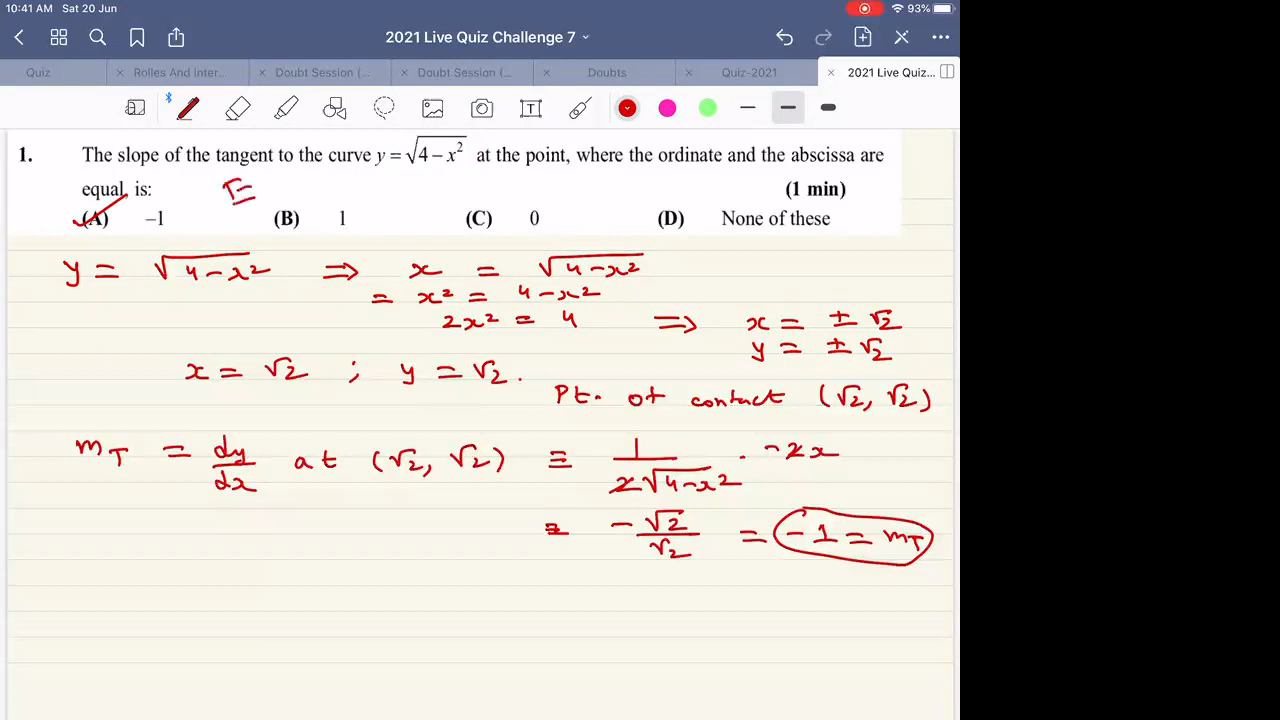 10:41 AM Sat 20 Jun 93%
2021 Live Quiz Challenge 7
Quiz Rolles And Inter... Doubt Session (... Doubt Session (... Doubts Quiz-2021 2021 Live Quiz...
1. The slope of the tangent to the curve y = √(4 − x²) at the point, where the ordinate and the abscissa are
equal is: (1 min)
(A) –1 (B) 1 (C) 0 (D) None of these
y = √(4−x²) ⇒ x = √(4−x²)
= x² = 4−x²
2x² = 4 ⇒ x = ± √2
y = ± √2
x = √2 ; y = √2.
Pt. of contact (√2, √2)
m_T = dy/dx at (√2, √2) ≡ 1/(2√(4−x²)) . −2x
= −√2/√2 = −1 = m_T